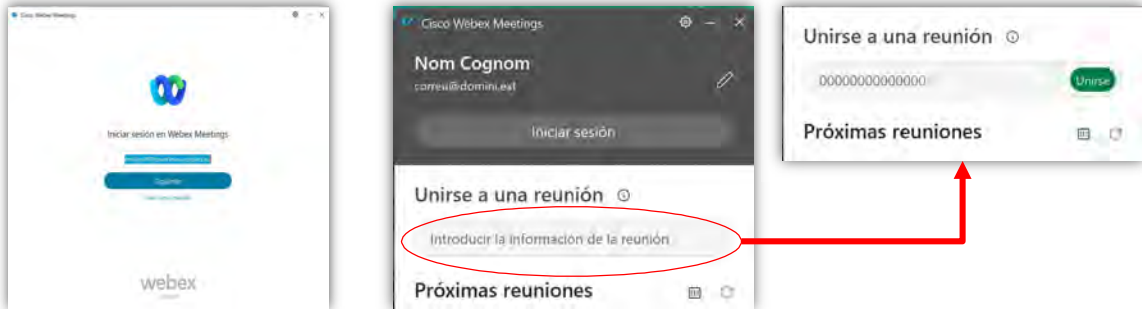 Cisco Webex Meetings
Iniciar sesión en Webex Meetings
Siguiente
webex
Cisco Webex Meetings
Nom Cognom
correu@domini.ext
Iniciar sesión
Unirse a una reunión
Introducir la información de la reunión
Próximas reuniones
Unirse a una reunión
00000000000000 Unirse
Próximas reuniones